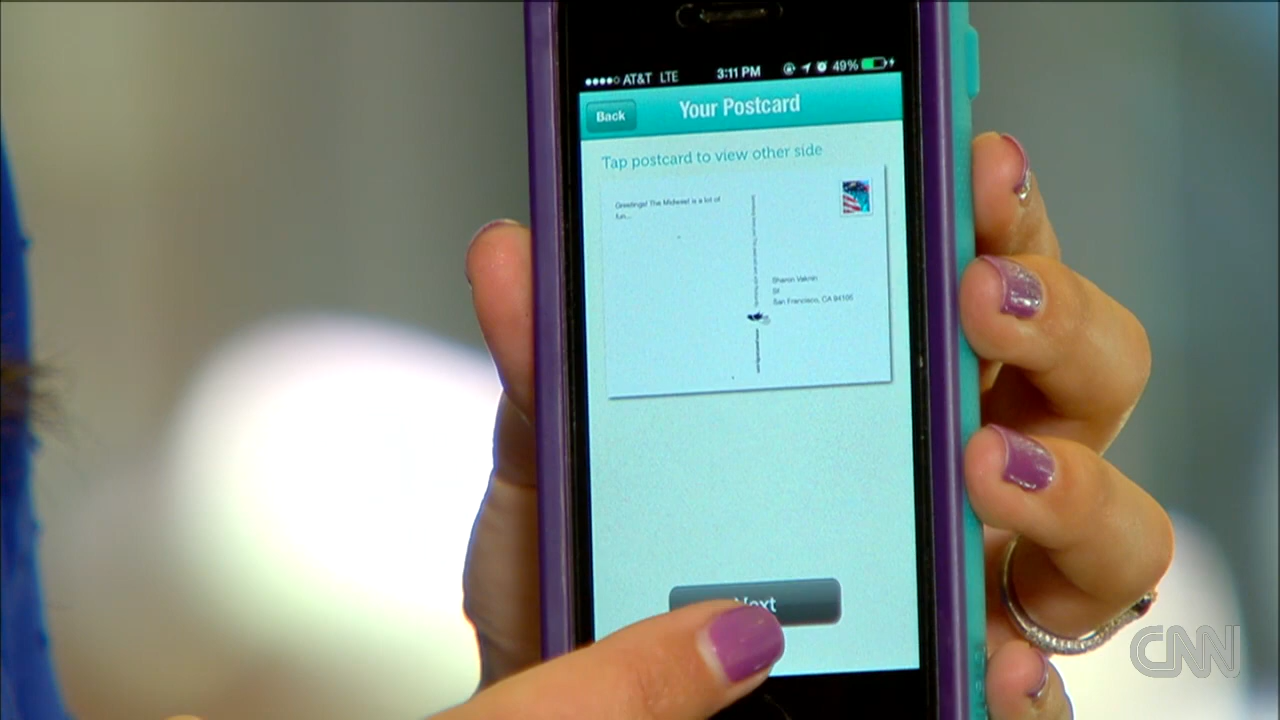 AT&T LTE 3:11 PM 49%
Back
Your Postcard
Tap postcard to view other side
Greetings! The Midwest is a lot of
fun...
Sharon Vaknin
St
San Francisco, CA 94105
Next
CNN